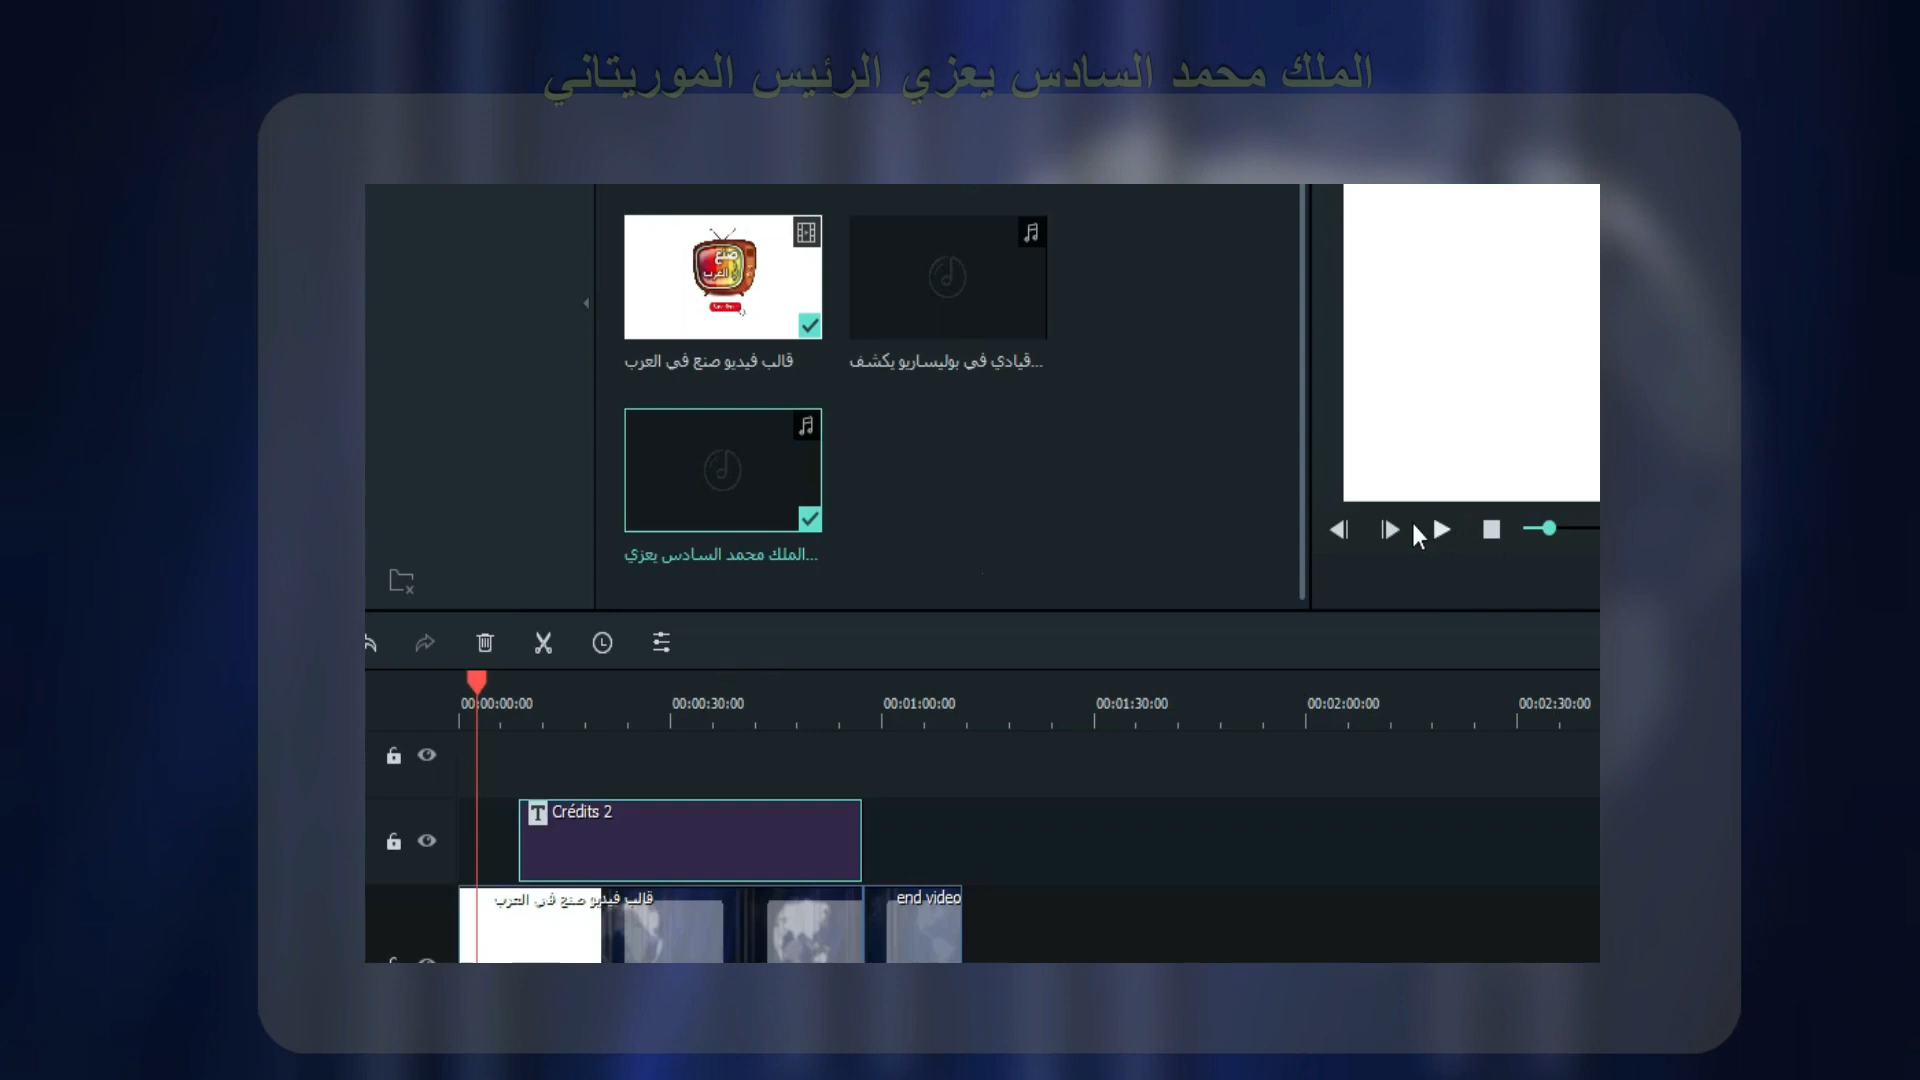 الملك محمد السادس يعزي الرئيس الموريتاني
صنع
العرب
قالب فيديو صنع في العرب
قيادي في بوليساريو يكشف...
الملك محمد السادس يعزي...
00:00:00:00
00:00:30:00
00:01:00:00
00:01:30:00
00:02:00:00
00:02:30:00
T Crédits 2
قالب فيديو صنع في العرب
end video